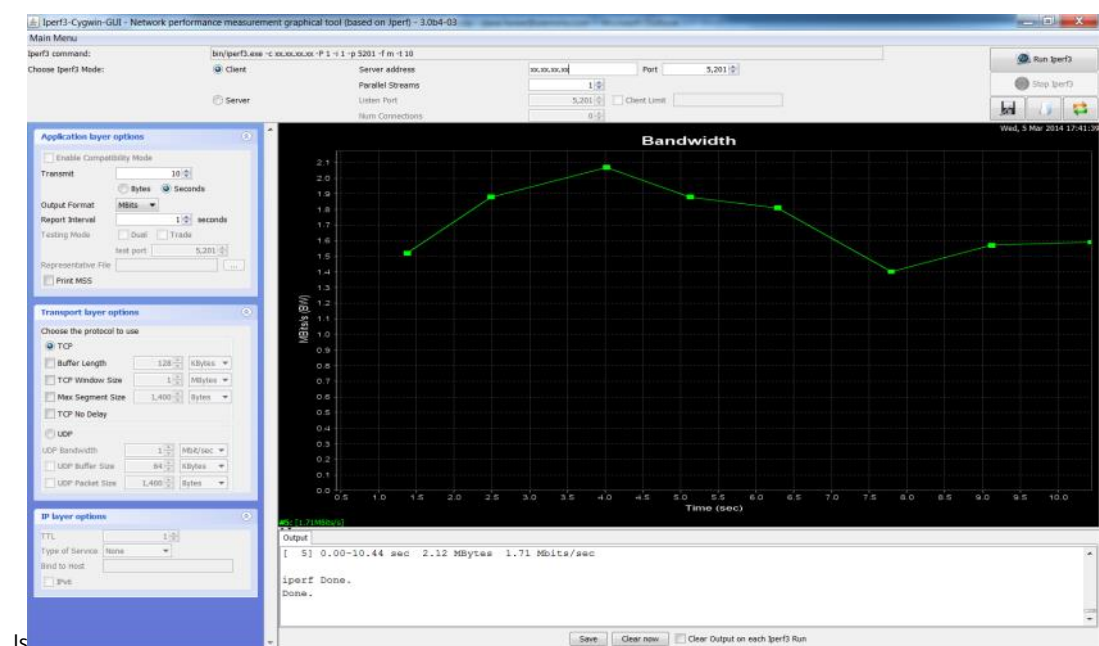 Iperf3-Cygwin-GUI - Network performance measurement graphical tool (based on Jperf) - 3.0b4-03
Main Menu
Iperf3 command:
bin/iperf3.exe -c xx.xx.xx.xx -P 1 -i 1 -p 5201 -f m -t 10
Choose Iperf3 Mode:
Client
Server address
xx.xx.xx.xx
Port
5,201
Parallel Streams
1
Server
Listen Port
5,201
Client Limit
Num Connections
0
Run Iperf3
Stop Iperf3
Wed, 5 Mar 2014 17:41:39
Application layer options
Enable Compatibility Mode
Transmit
10
Bytes
Seconds
Output Format
MBits
Report Interval
1
seconds
Testing Mode
Dual
Trade
test port
5,201
Representative File
...
Print MSS
Transport layer options
Choose the protocol to use
TCP
Buffer Length
128
KBytes
TCP Window Size
1
MBytes
Max Segment Size
1,400
Bytes
TCP No Delay
UDP
UDP Bandwidth
1
Mbit/sec
UDP Buffer Size
64
KBytes
UDP Packet Size
1,400
Bytes
IP layer options
TTL
1
Type of Service
None
Bind to Host
IPv6
Bandwidth
MBits/s (BW)
2.1
2.0
1.9
1.8
1.7
1.6
1.5
1.4
1.3
1.2
1.1
1.0
0.9
0.8
0.7
0.6
0.5
0.4
0.3
0.2
0.1
0.0
0.5 1.0 1.5 2.0 2.5 3.0 3.5 4.0 4.5 5.0 5.5 6.0 6.5 7.0 7.5 8.0 8.5 9.0 9.5 10.0
Time (sec)
#5: [1.71MBits/s]
Output
[ 5] 0.00-10.44 sec 2.12 MBytes 1.71 Mbits/sec
iperf Done.
Done.
Save
Clear now
Clear Output on each Iperf3 Run
Is